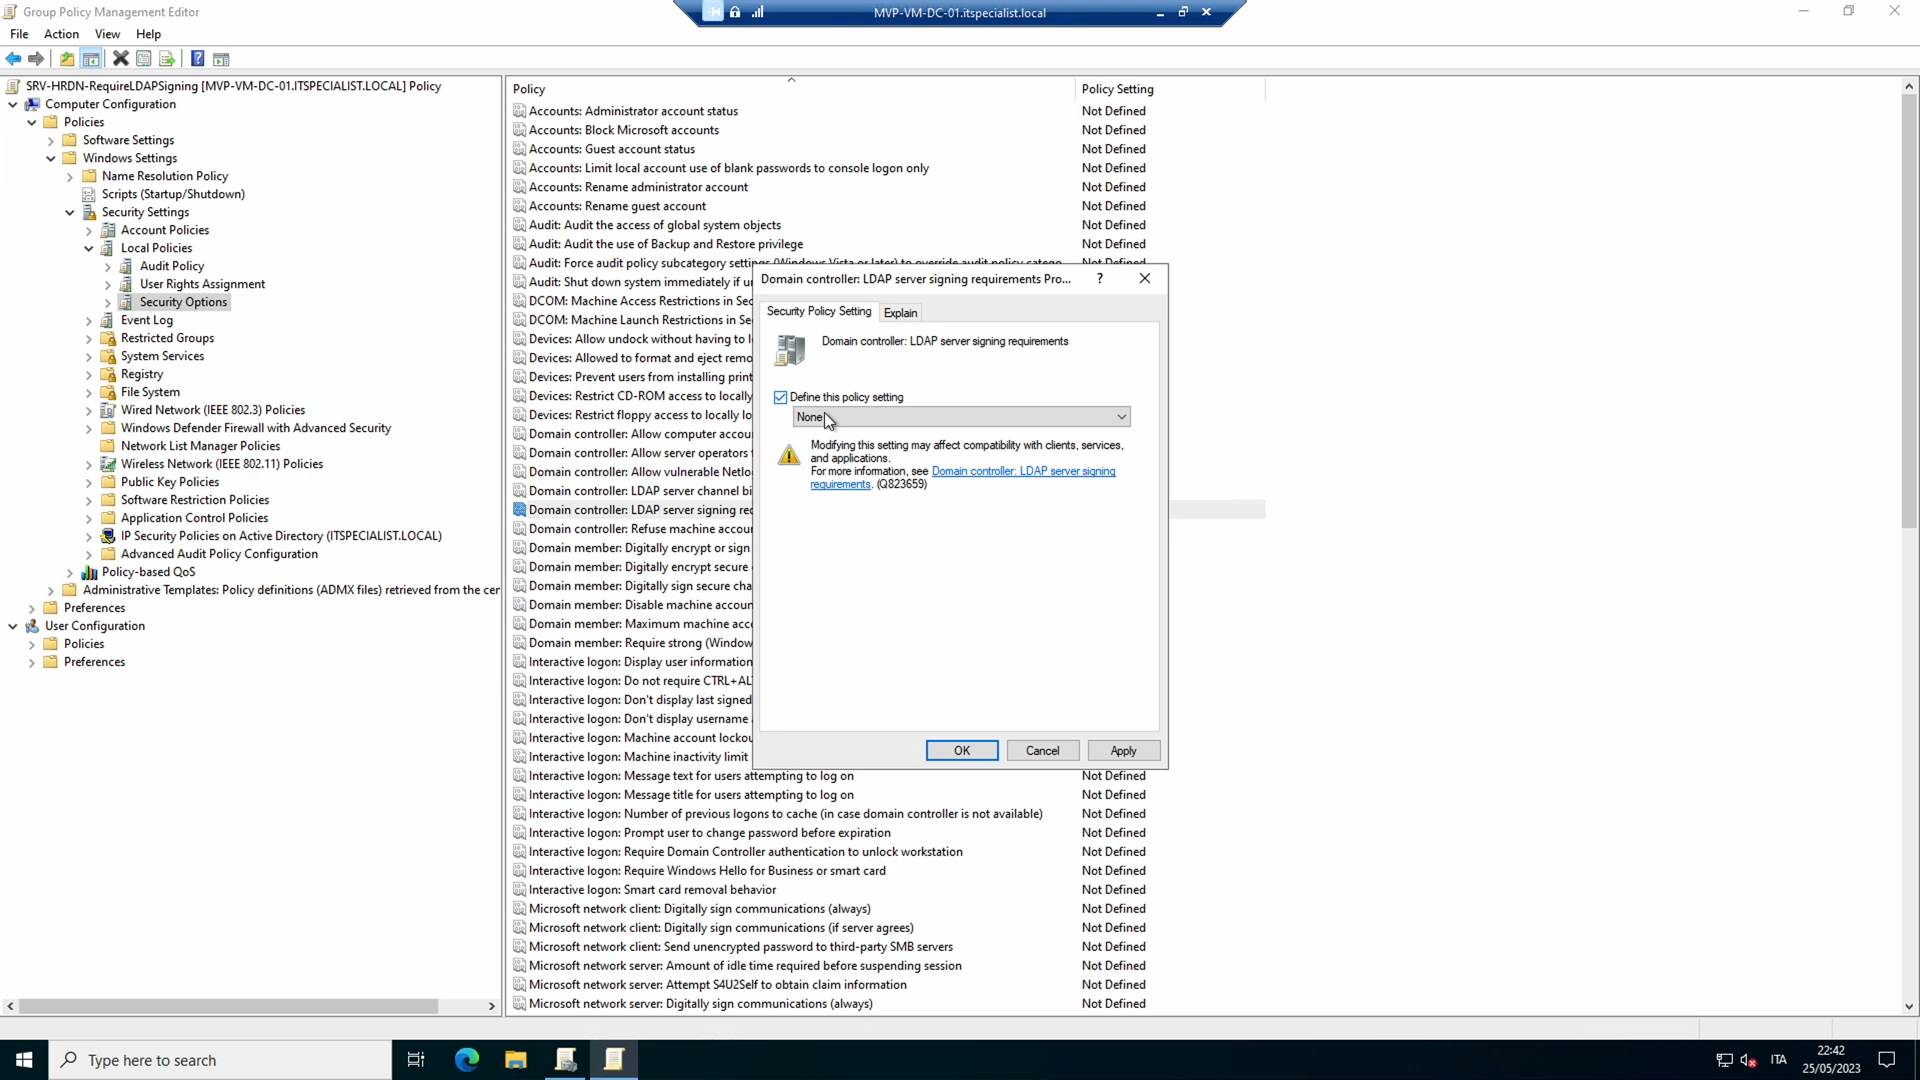 Group Policy Management Editor
MVP-VM-DC-01.itspecialist.local
File Action View Help
SRV-HRDN-RequireLDAPSigning [MVP-VM-DC-01.ITSPECIALIST.LOCAL] Policy
Computer Configuration
Policies
Software Settings
Windows Settings
Name Resolution Policy
Scripts (Startup/Shutdown)
Security Settings
Account Policies
Local Policies
Audit Policy
User Rights Assignment
Security Options
Event Log
Restricted Groups
System Services
Registry
File System
Wired Network (IEEE 802.3) Policies
Windows Defender Firewall with Advanced Security
Network List Manager Policies
Wireless Network (IEEE 802.11) Policies
Public Key Policies
Software Restriction Policies
Application Control Policies
IP Security Policies on Active Directory (ITSPECIALIST.LOCAL)
Advanced Audit Policy Configuration
Policy-based QoS
Administrative Templates: Policy definitions (ADMX files) retrieved from the cer
Preferences
User Configuration
Policies
Preferences
Policy Policy Setting
Accounts: Administrator account status Not Defined
Accounts: Block Microsoft accounts Not Defined
Accounts: Guest account status Not Defined
Accounts: Limit local account use of blank passwords to console logon only Not Defined
Accounts: Rename administrator account Not Defined
Accounts: Rename guest account Not Defined
Audit: Audit the access of global system objects Not Defined
Audit: Audit the use of Backup and Restore privilege Not Defined
Audit: Force audit policy subcategory settings (Windows Vista or later) to override audit policy catego Not Defined
Audit: Shut down system immediately if u
DCOM: Machine Access Restrictions in Se
DCOM: Machine Launch Restrictions in Se
Devices: Allow undock without having to l
Devices: Allowed to format and eject remo
Devices: Prevent users from installing print
Devices: Restrict CD-ROM access to locally
Devices: Restrict floppy access to locally lo
Domain controller: Allow computer accou
Domain controller: Allow server operators t
Domain controller: Allow vulnerable Netlo
Domain controller: LDAP server channel bi
Domain controller: LDAP server signing rec
Domain controller: Refuse machine accour
Domain member: Digitally encrypt or sign
Domain member: Digitally encrypt secure
Domain member: Digitally sign secure cha
Domain member: Disable machine accour
Domain member: Maximum machine acc
Domain member: Require strong (Window
Interactive logon: Display user information
Interactive logon: Do not require CTRL+AL
Interactive logon: Don't display last signed
Interactive logon: Don't display username
Interactive logon: Machine account lockou
Interactive logon: Machine inactivity limit
Interactive logon: Message text for users attempting to log on Not Defined
Interactive logon: Message title for users attempting to log on Not Defined
Interactive logon: Number of previous logons to cache (in case domain controller is not available) Not Defined
Interactive logon: Prompt user to change password before expiration Not Defined
Interactive logon: Require Domain Controller authentication to unlock workstation Not Defined
Interactive logon: Require Windows Hello for Business or smart card Not Defined
Interactive logon: Smart card removal behavior Not Defined
Microsoft network client: Digitally sign communications (always) Not Defined
Microsoft network client: Digitally sign communications (if server agrees) Not Defined
Microsoft network client: Send unencrypted password to third-party SMB servers Not Defined
Microsoft network server: Amount of idle time required before suspending session Not Defined
Microsoft network server: Attempt S4U2Self to obtain claim information Not Defined
Microsoft network server: Digitally sign communications (always) Not Defined
Domain controller: LDAP server signing requirements Pro...
Security Policy Setting Explain
Domain controller: LDAP server signing requirements
Define this policy setting
None
Modifying this setting may affect compatibility with clients, services,
and applications.
For more information, see Domain controller: LDAP server signing
requirements. (Q823659)
OK Cancel Apply
Type here to search
ITA
22:42
25/05/2023